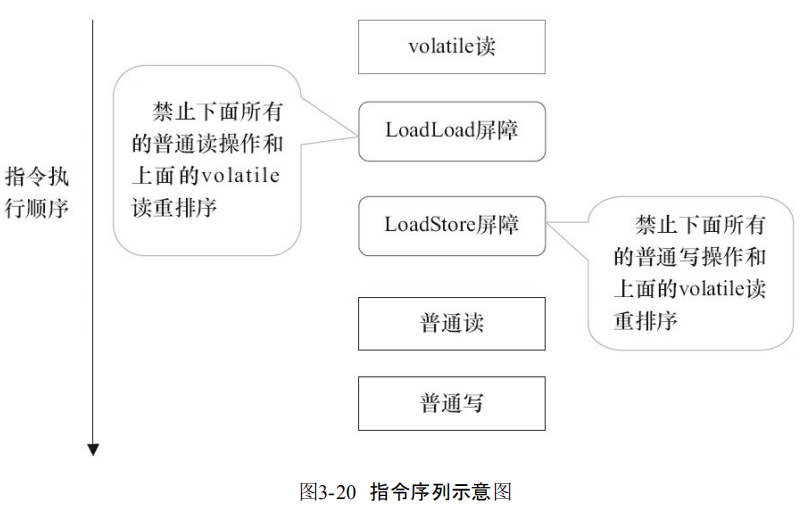 volatile读
禁止下面所有
的普通读操作和
上面的volatile
读重排序
LoadLoad屏障
指令执
行顺序
LoadStore屏障
禁止下面所有
的普通写操作和
上面的volatile读
重排序
普通读
普通写
图3-20 指令序列示意图